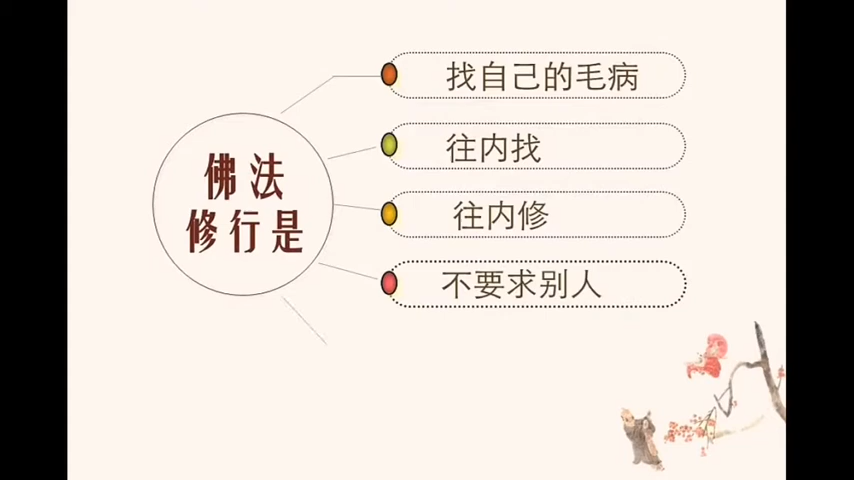 佛法
修行是
找自己的毛病
往内找
往内修
不要求别人